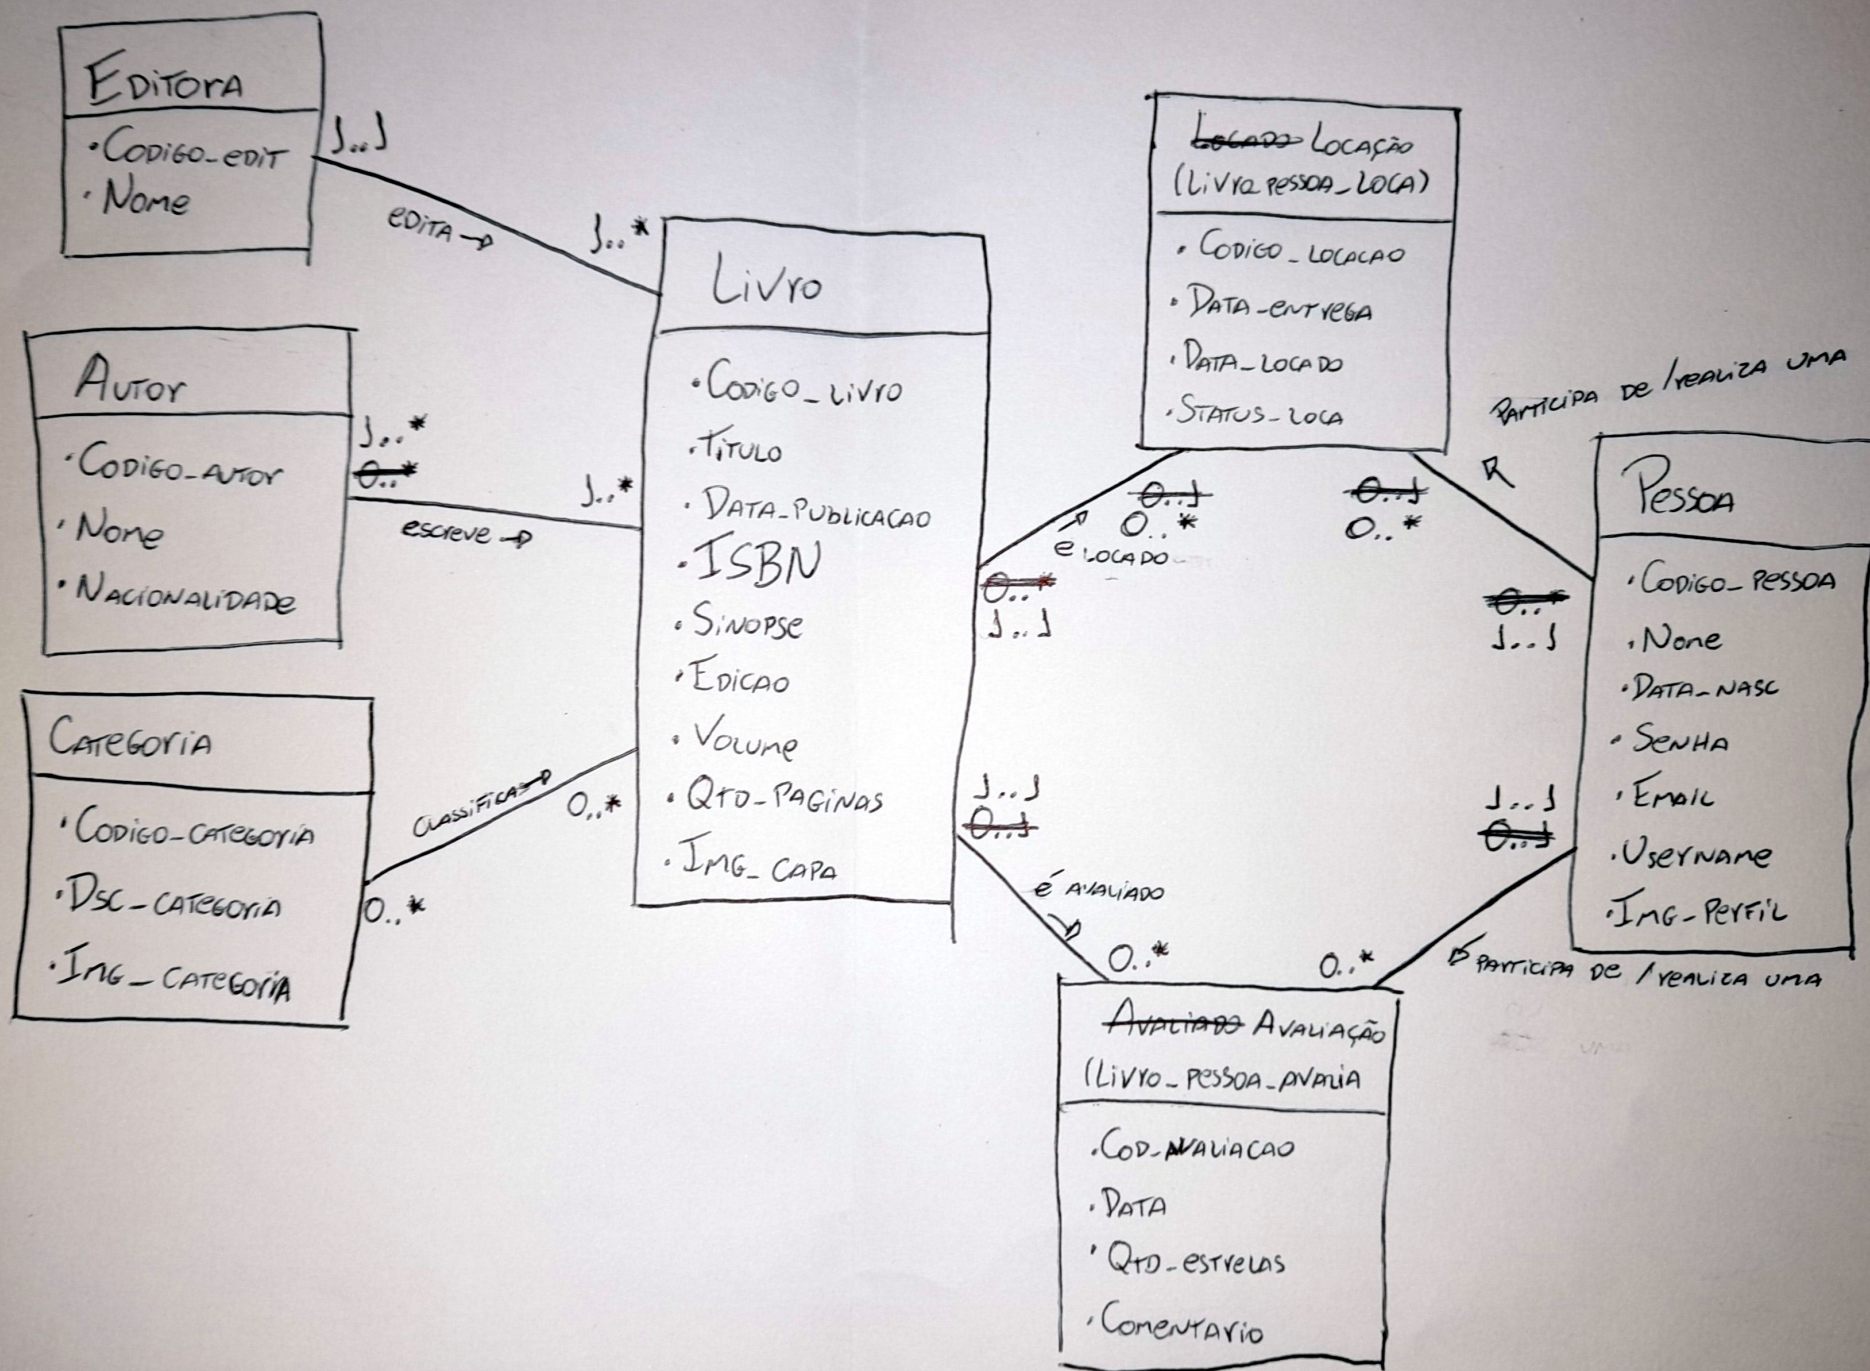 Editora
•Codigo_edit
•Nome
1..1
edita →
1..*
Autor
•Codigo_autor
•Nome
•Nacionalidade
1..*
0..*
escreve →
1..*
Categoria
•Codigo_categoria
•Dsc_categoria
•Img_categoria
0..*
classifica→
0..*
Livro
•Codigo_livro
•Titulo
•Data_publicacao
•ISBN
•Sinopse
•Edicao
•Volume
•Qtd_paginas
•Img_capa
Locado Locação
(Livro pessoa_loca)
•Codigo_locacao
•Data_entrega
•Data_locado
•Status_loca
0..1
0..*
e locado
0..*
1..1
0..1
0..*
Participa de /realiza uma
0..*
1..1
Pessoa
•Codigo_pessoa
•Nome
•Data_nasc
•Senha
•Email
•Username
•Img_perfil
1..1
0..1
é avaliado
0..*
1..1
0..1
0..*
participa de /realiza uma
Avaliado Avaliação
(Livro_pessoa_avalia
•Cod_avaliacao
•Data
•Qtd_estrelas
•Comentario